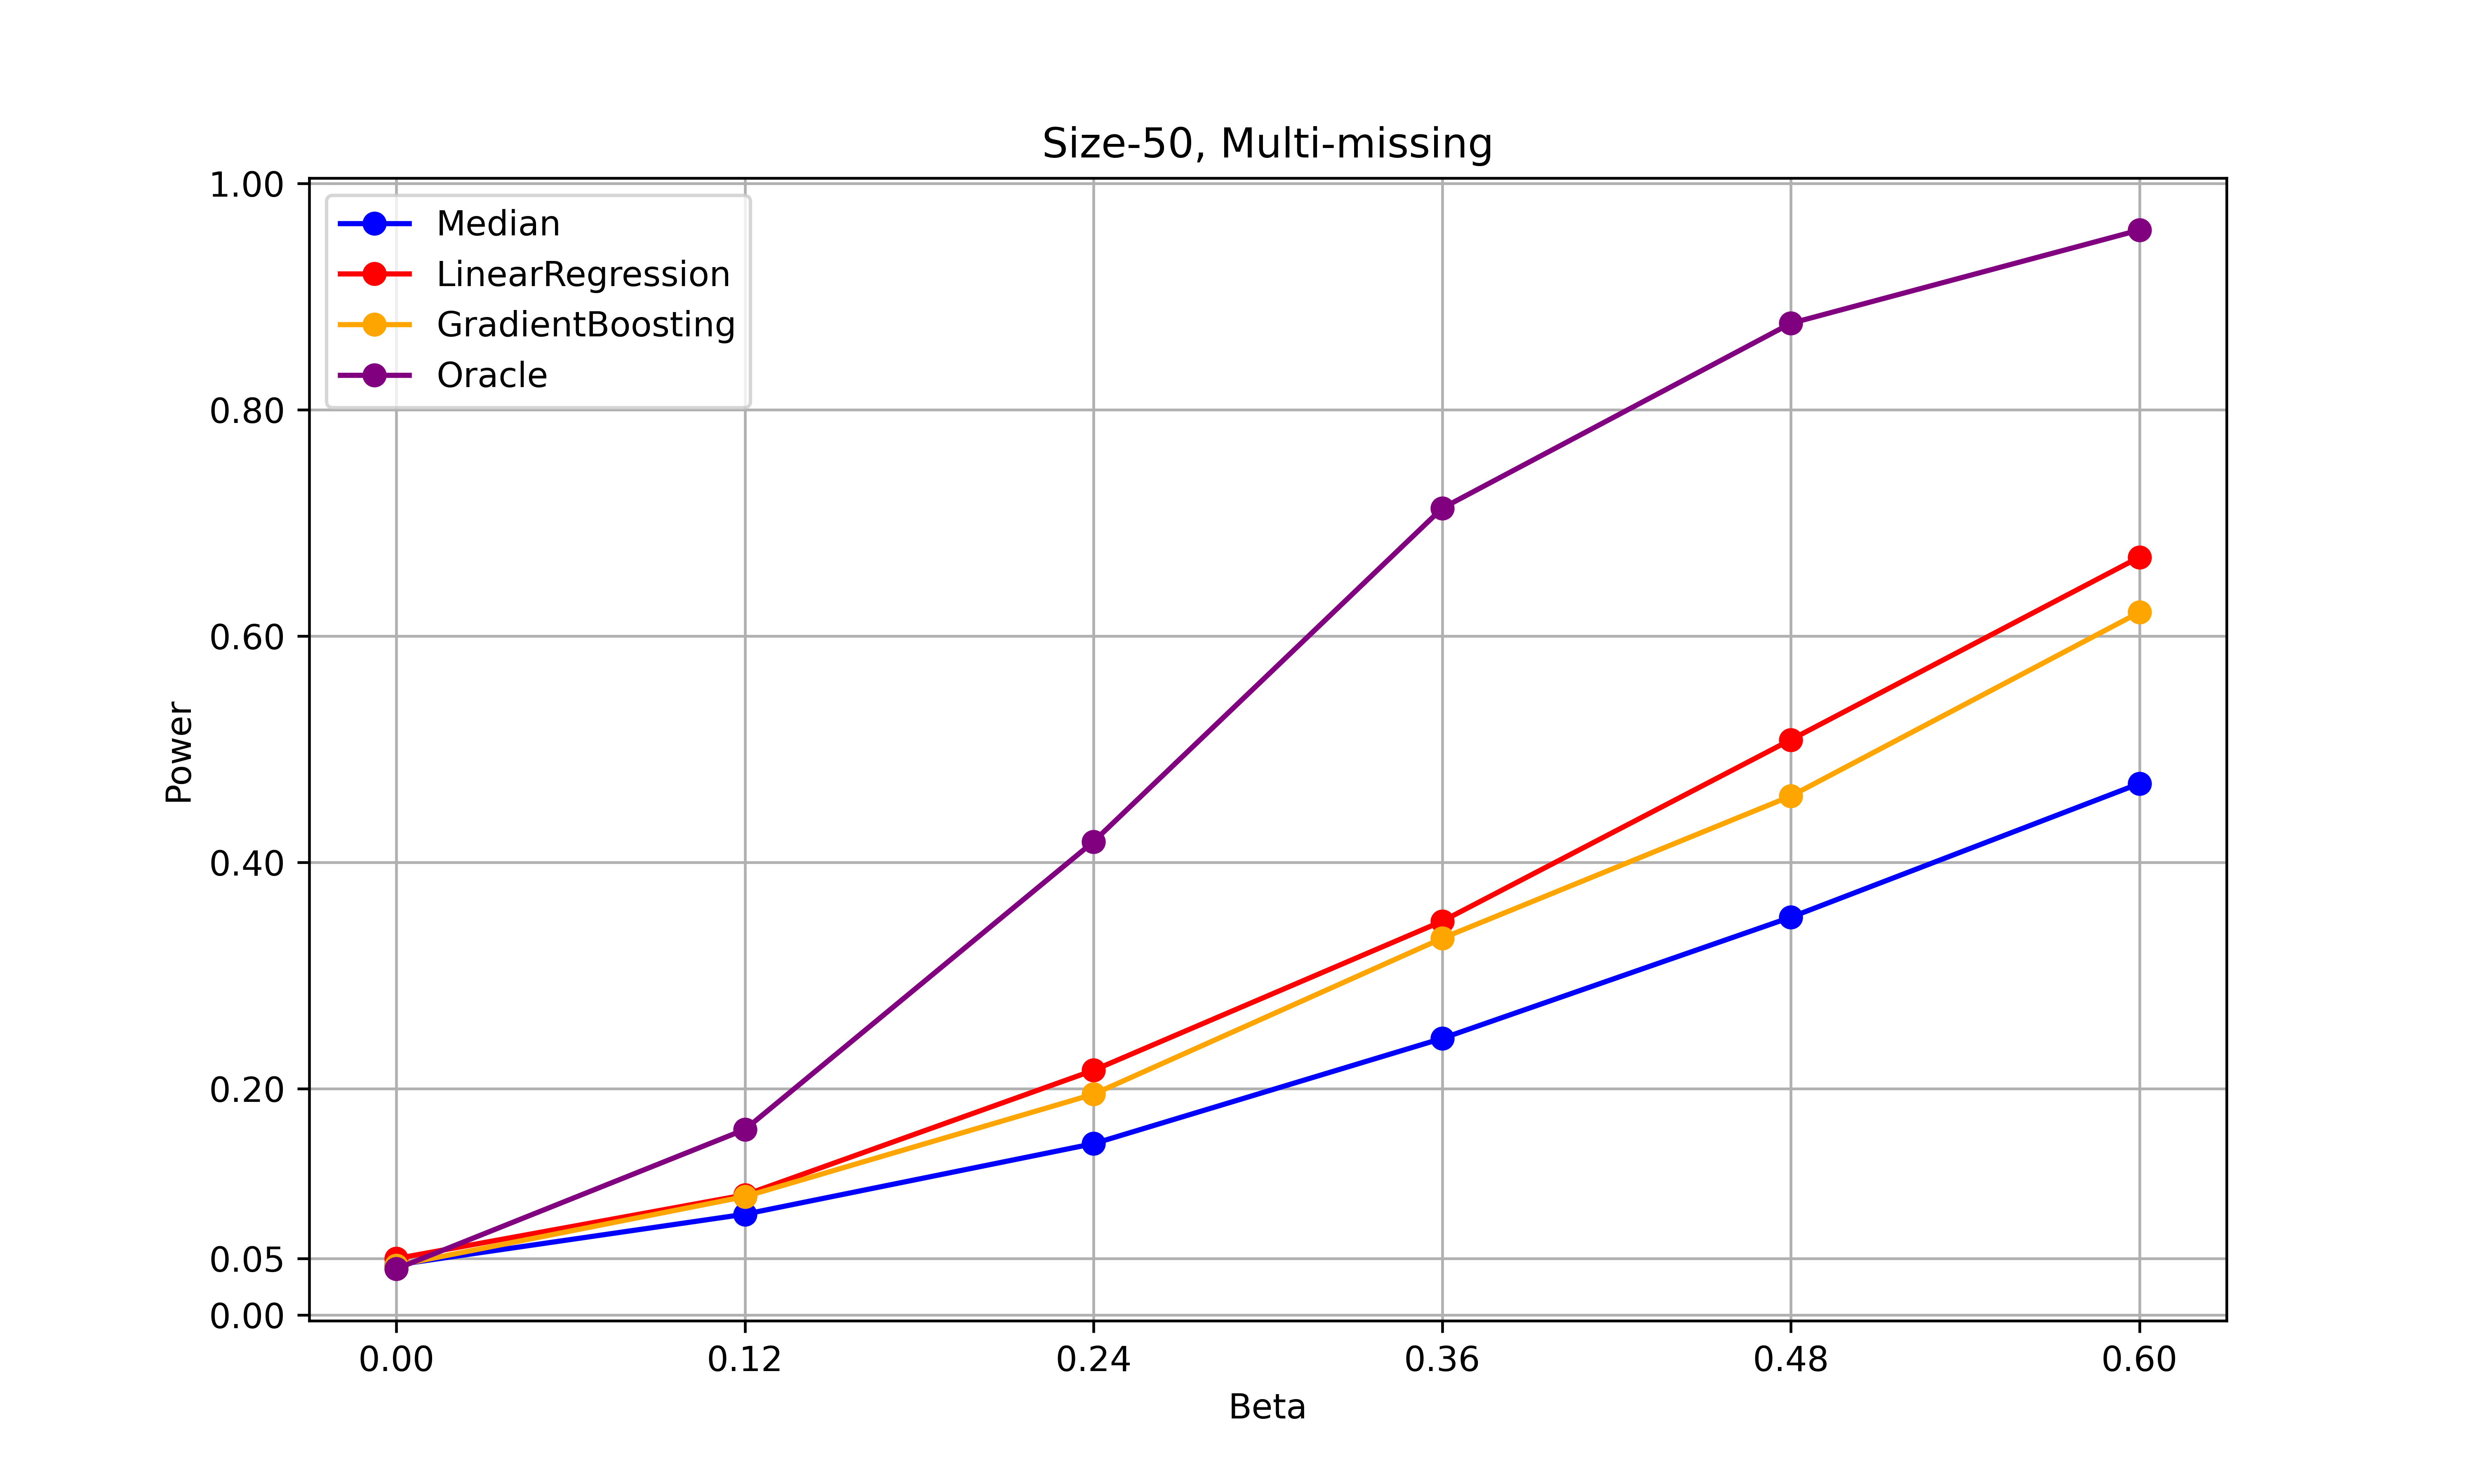 Size-50, Multi-missing
Median
LinearRegression
GradientBoosting
Oracle
1.00
0.80
0.60
0.40
0.20
0.05
0.00
Power
0.00 0.12 0.24 0.36 0.48 0.60
Beta